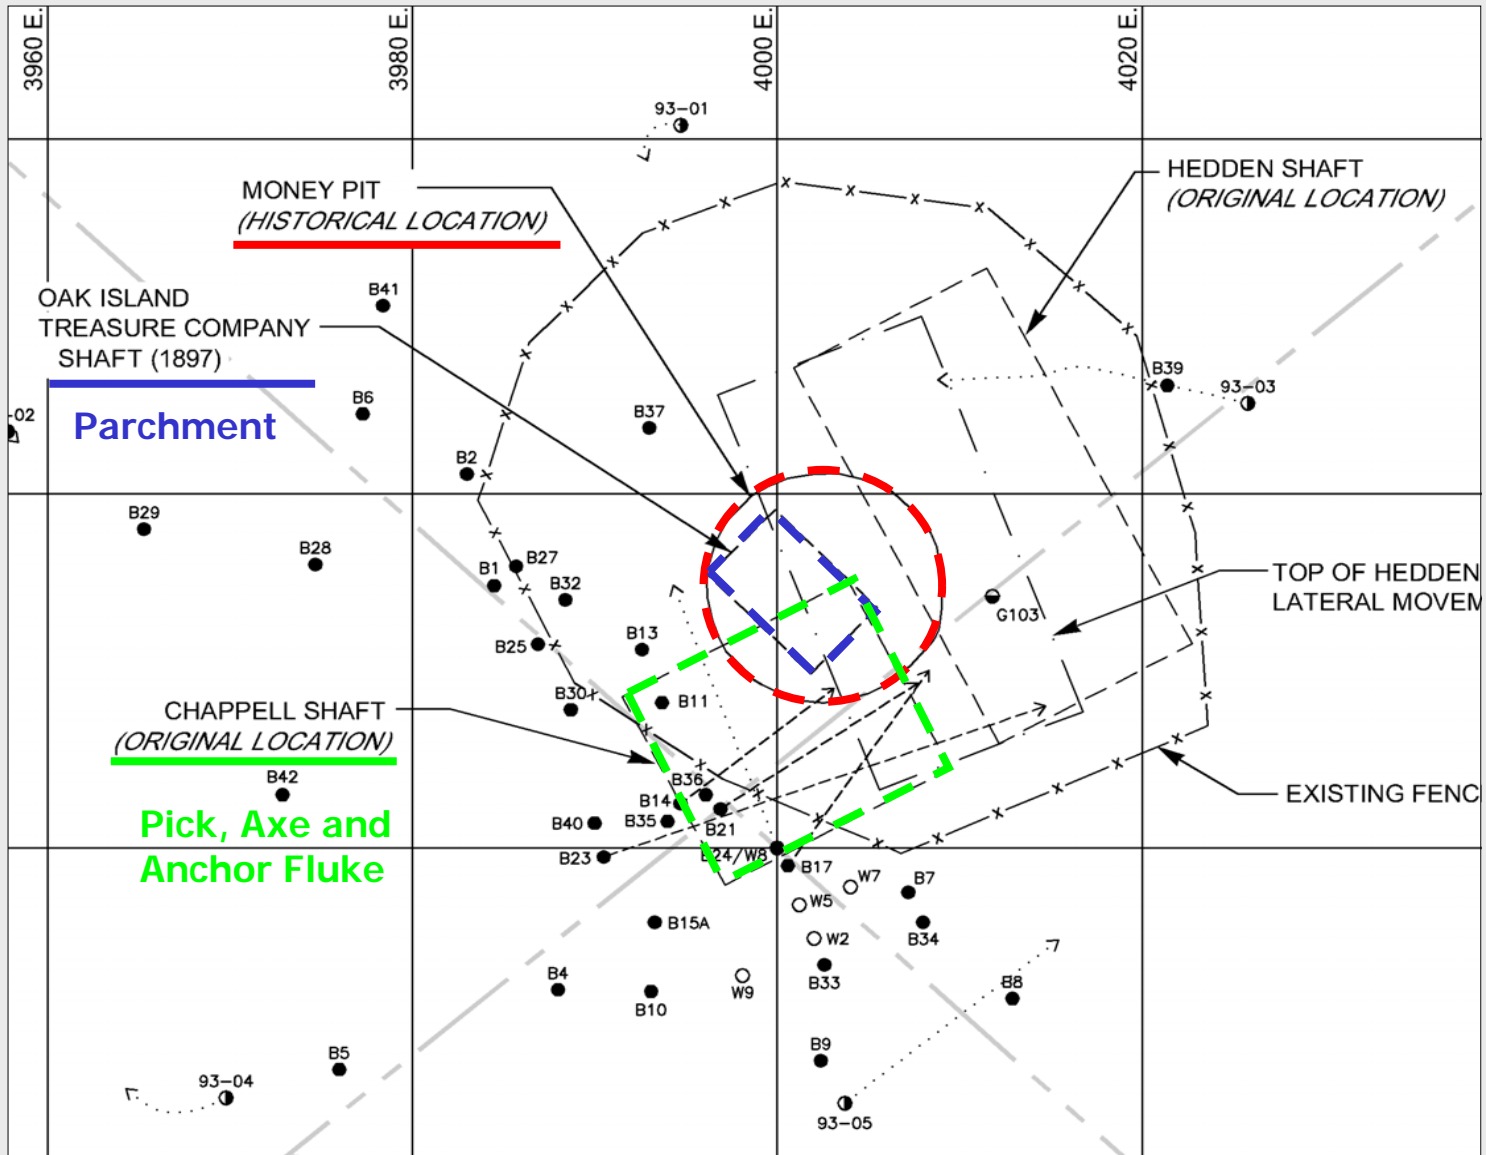 3960 E.
3980 E.
4000 E.
4020 E.
93-01
MONEY PIT
(HISTORICAL LOCATION)
HEDDEN SHAFT
(ORIGINAL LOCATION)
OAK ISLAND
TREASURE COMPANY
SHAFT (1897)
Parchment
B41
B6
-02
B37
B39
93-03
B2
B29
B28
B1
B27
B32
B25
B13
G103
TOP OF HEDDEN
LATERAL MOVEM
B30
B11
CHAPPELL SHAFT
(ORIGINAL LOCATION)
B42
Pick, Axe and
Anchor Fluke
B36
B14
B40
B35
B21
B23
B24/W8
B17
EXISTING FENC
W7
W5
B7
B15A
W2
B34
B4
B10
W9
B33
B8
B5
B9
93-04
93-05